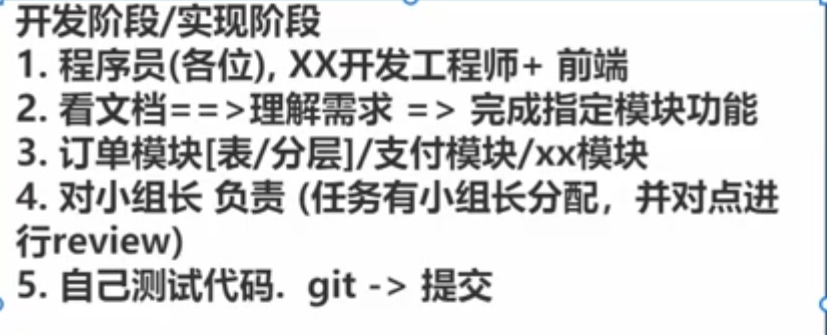 开发阶段/实现阶段
1. 程序员(各位), XX开发工程师+ 前端
2. 看文档==>理解需求 => 完成指定模块功能
3. 订单模块[表/分层]/支付模块/xx模块
4. 对小组长 负责 (任务有小组长分配，并对点进
行review)
5. 自己测试代码.  git -> 提交